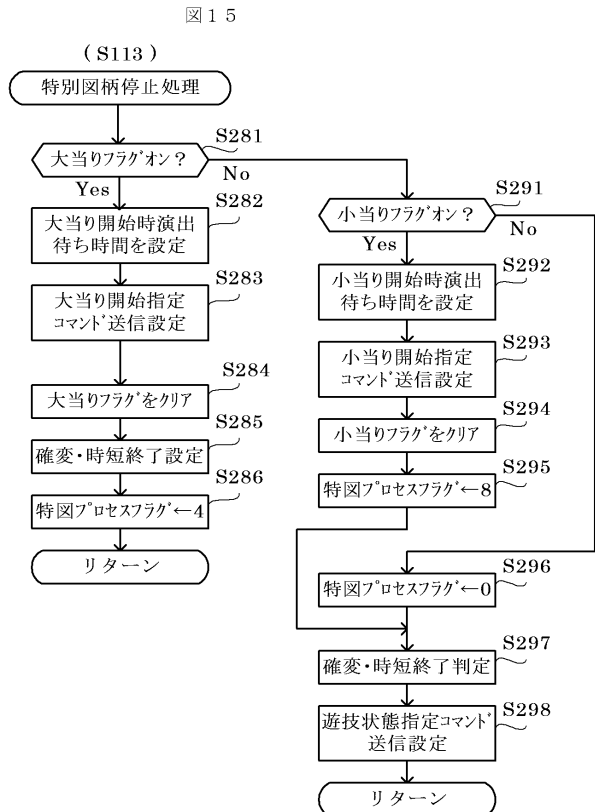 図15
(S113)
特別図柄停止処理
S281
大当りフラグオン?
Yes
No
S282
大当り開始時演出
待ち時間を設定
S283
大当り開始指定
コマンド送信設定
S284
大当りフラグをクリア
S285
確変・時短終了設定
S286
特図プロセスフラグ←4
リターン
S291
小当りフラグオン?
Yes
No
S292
小当り開始時演出
待ち時間を設定
S293
小当り開始指定
コマンド送信設定
S294
小当りフラグをクリア
S295
特図プロセスフラグ←8
S296
特図プロセスフラグ←0
S297
確変・時短終了判定
S298
遊技状態指定コマンド
送信設定
リターン